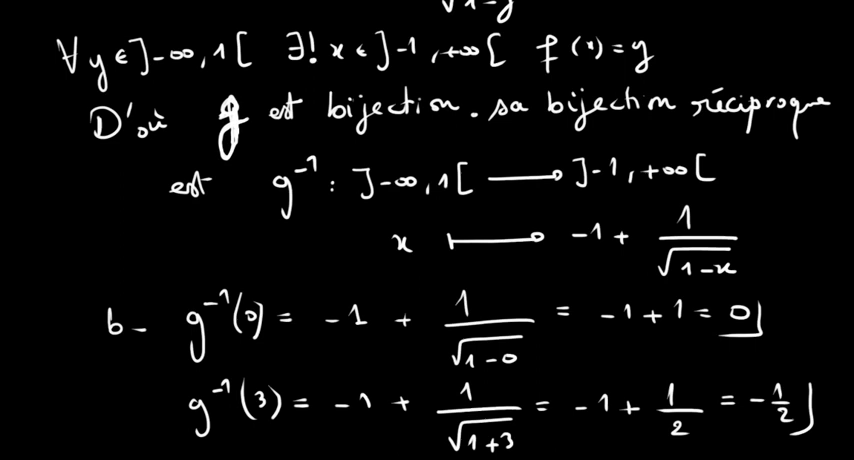 √1-y
∀y∈]-∞,1[ ∃! x∈]-1,+∞[ f(x)=y
D'où g est bijection. sa bijection réciproque
est g⁻¹ : ]-∞,1[ ⟶ ]-1,+∞[
x ⟼ -1 + 1/√(1-x)
b- g⁻¹(0) = -1 + 1/√(1-0) = -1+1 = 0
g⁻¹(3) = -1 + 1/√(1+3) = -1 + 1/2 = -1/2